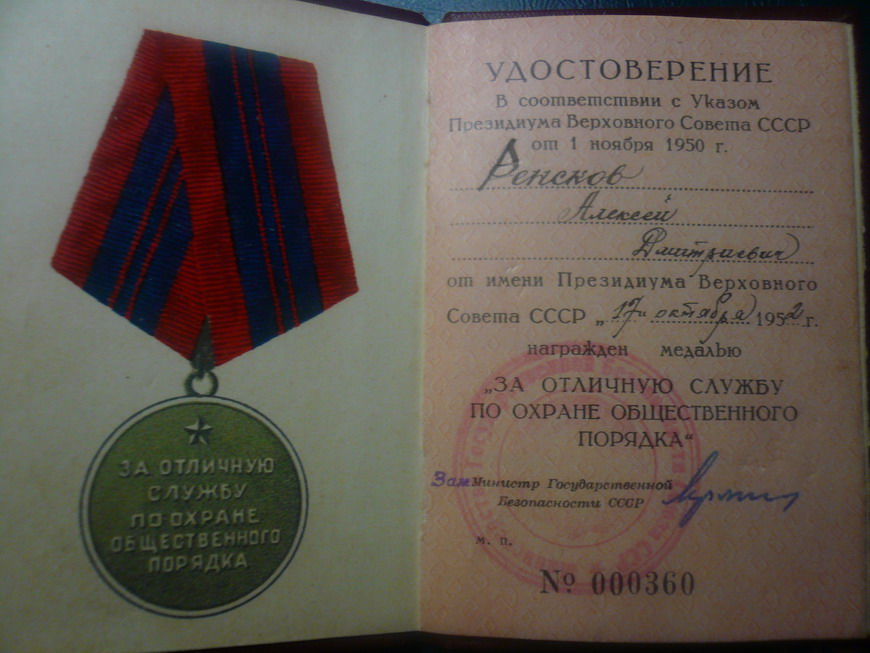 ЗА ОТЛИЧНУЮ
СЛУЖБУ
ПО ОХРАНЕ
ОБЩЕСТВЕННОГО
ПОРЯДКА
УДОСТОВЕРЕНИЕ
В соответствии с Указом
Президиума Верховного Совета СССР
от 1 ноября 1950 г.
Ренсков
Алексей
Дмитриевич
от имени Президиума Верховного
Совета СССР „17" октября 1952 г.
награжден медалью
„ЗА ОТЛИЧНУЮ СЛУЖБУ
ПО ОХРАНЕ ОБЩЕСТВЕННОГО
ПОРЯДКА“
Зам Министр Государственной
Безопасности СССР
м. п.
№ 000360